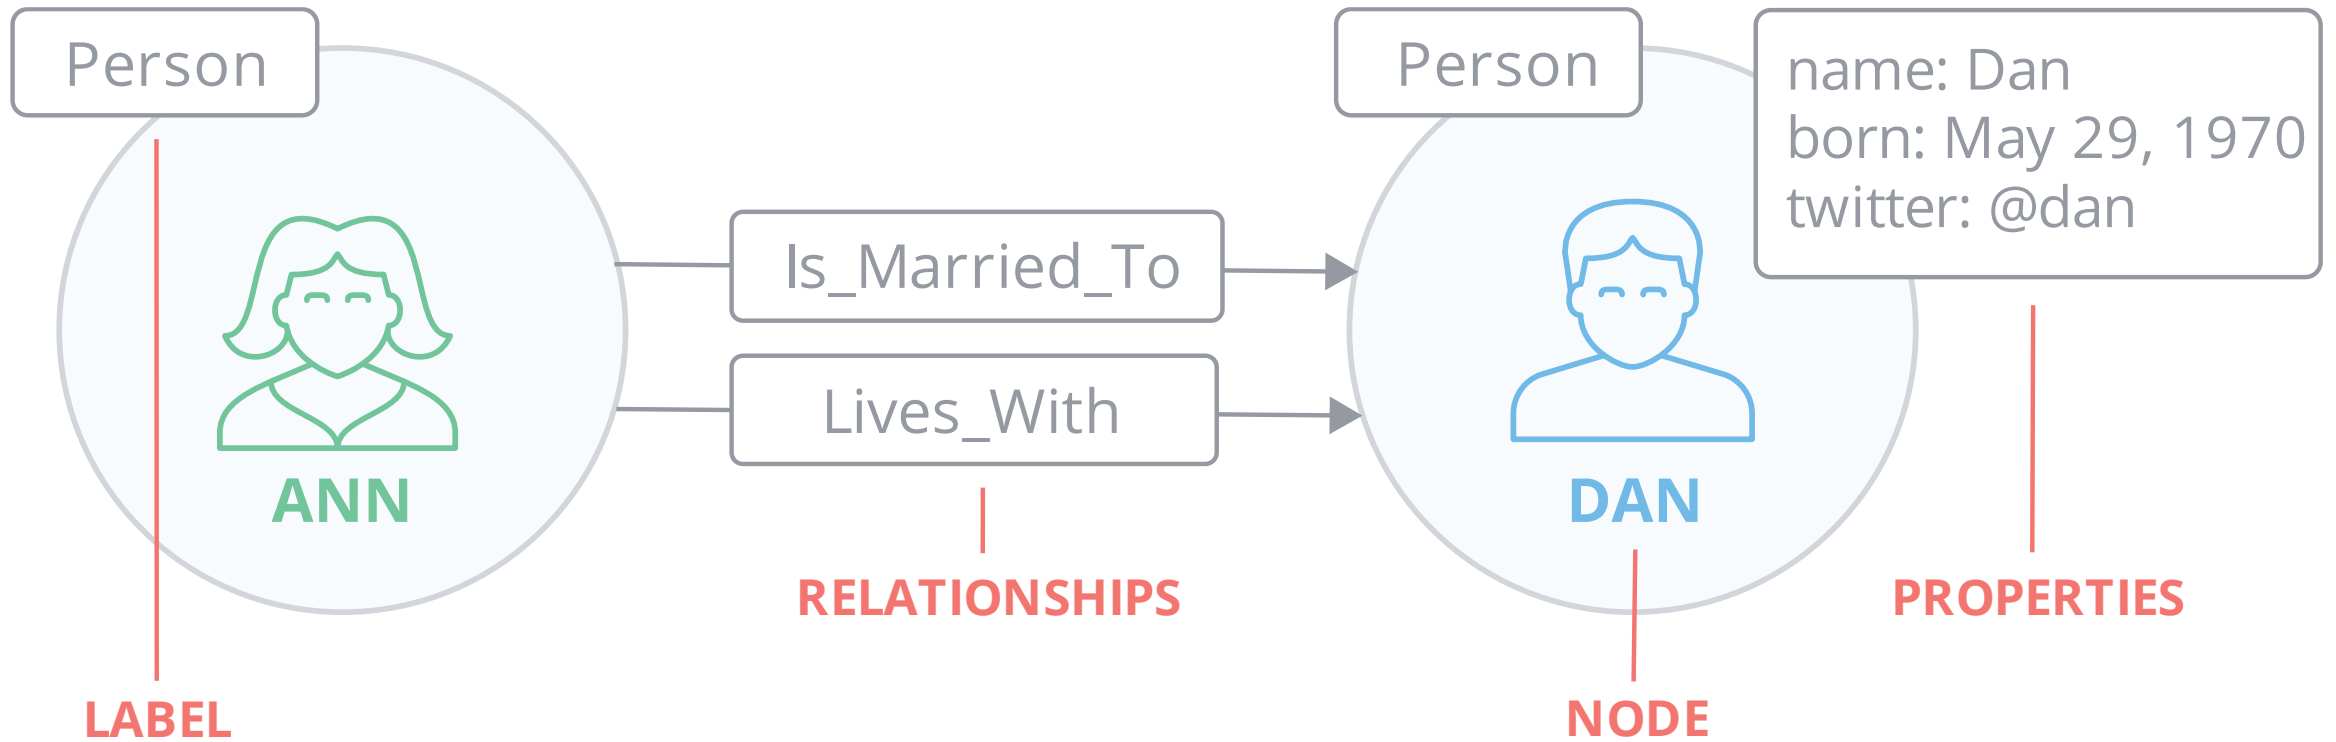 Person
Person
name: Dan
born: May 29, 1970
twitter: @dan
Is_Married_To
Lives_With
ANN
DAN
RELATIONSHIPS
PROPERTIES
LABEL
NODE